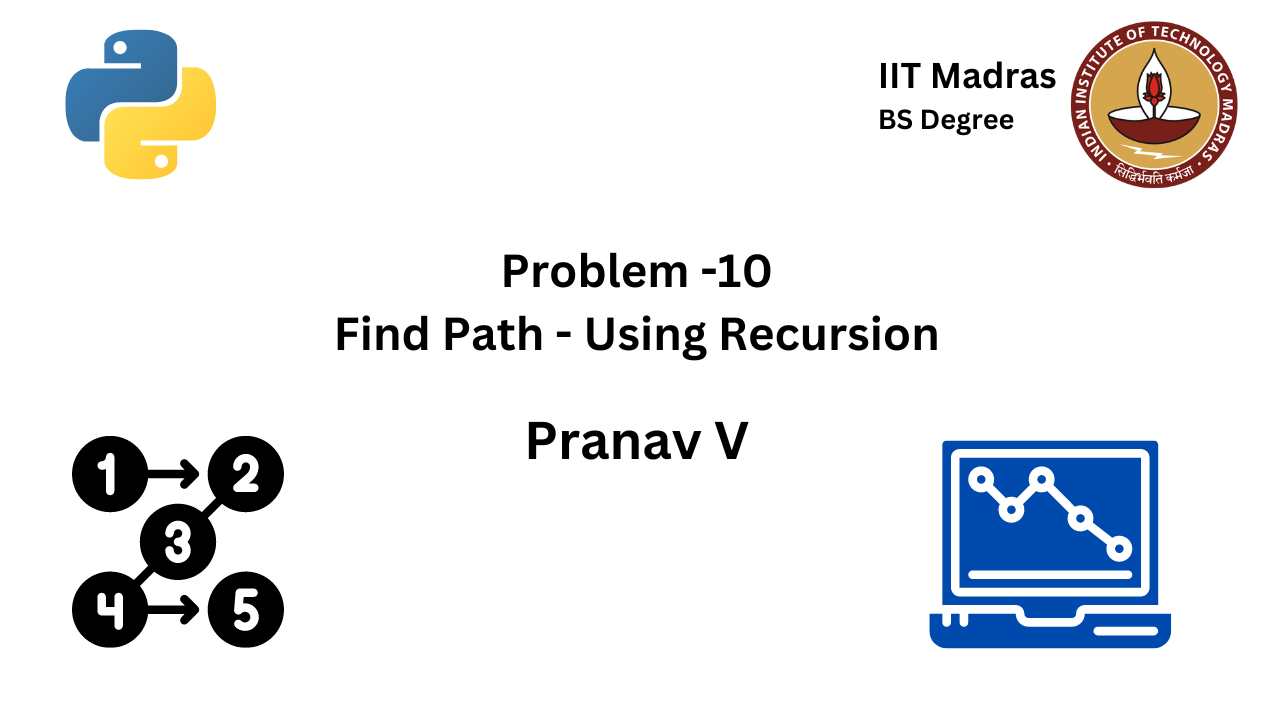 IIT Madras
BS Degree
INDIAN INSTITUTE OF TECHNOLOGY MADRAS
सिद्धिर्भवति कर्मजा
Problem -10
Find Path - Using Recursion
Pranav V
1 2
3
4 5